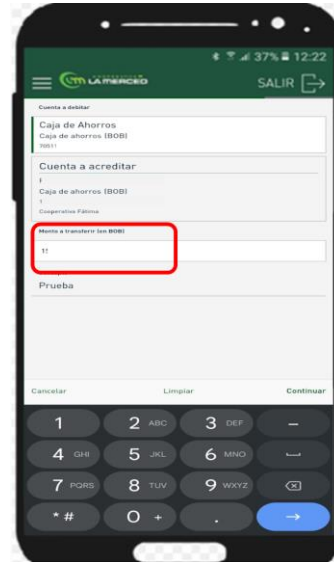 37% 12:22
LA MERCED
SALIR
Cuenta a debitar
Caja de Ahorros
Caja de ahorros [BOB]
Cuenta a acreditar
Caja de ahorros [BOB]
1
Cooperativa Fátima
Monto a transferir (en BOB)
Prueba
Cancelar Limpiar Continuar
1 2 ABC 3 DEF -
4 GHI 5 JKL 6 MNO
7 PQRS 8 TUV 9 WXYZ
* # 0 + .